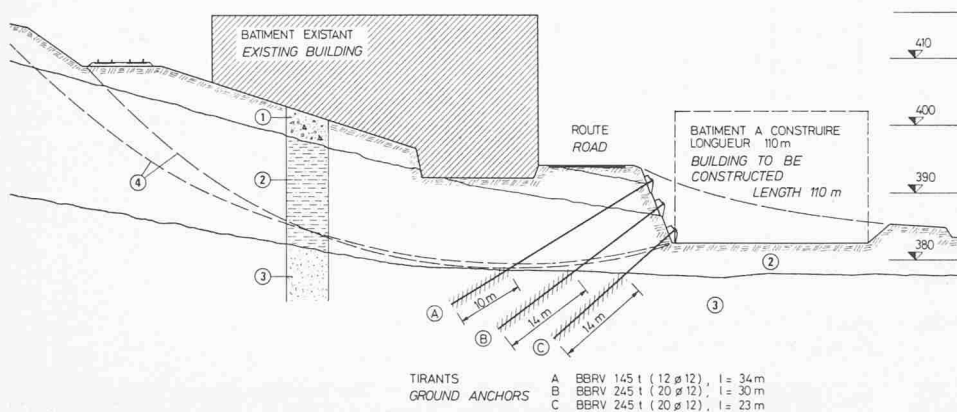 BATIMENT EXISTANT
EXISTING BUILDING
410
400
390
380
ROUTE
ROAD
BATIMENT A CONSTRUIRE
LONGUEUR 110 m
BUILDING TO BE
CONSTRUCTED
LENGTH 110 m
1
2
3
4
2
3
A
B
C
10 m
14 m
14 m
TIRANTS
GROUND ANCHORS
A BBRV 145 t ( 12 ø 12 ) , l = 34 m
B BBRV 245 t ( 20 ø 12 ) , l = 30 m
C BBRV 245 t ( 20 ø 12 ) , l = 23 m